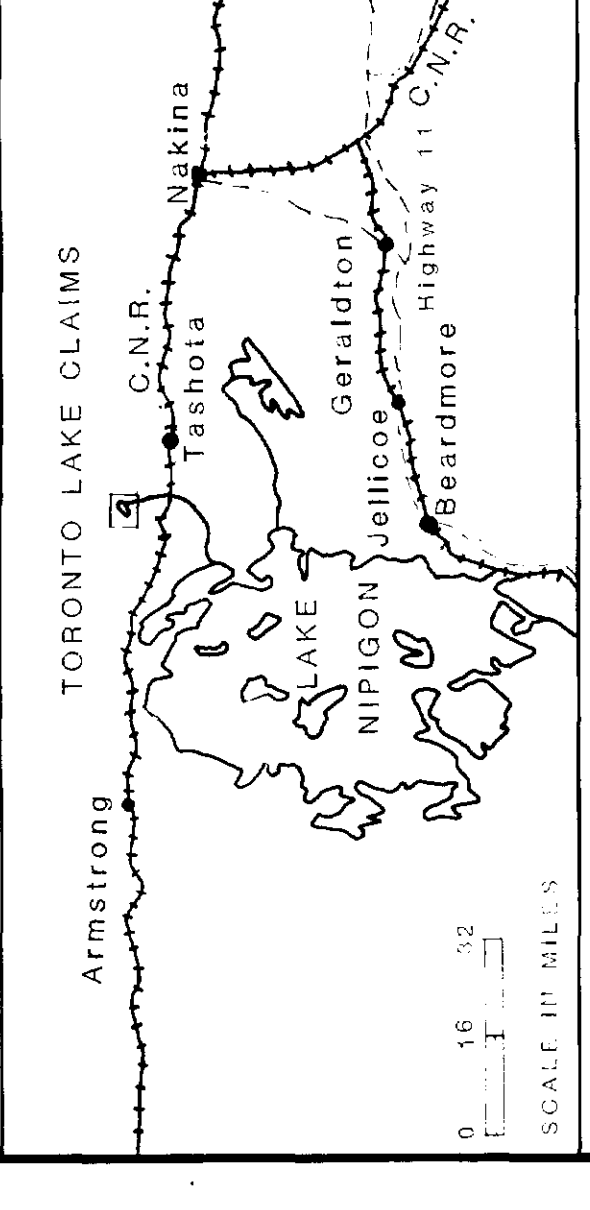 TORONTO LAKE CLAIMS
Armstrong
C.N.R.
Tashota
Nakina
LAKE
NIPIGON
Geraldton
Jellicoe
Beardmore
Highway 11
C.N.R.
0 16 32
SCALE IN MILES